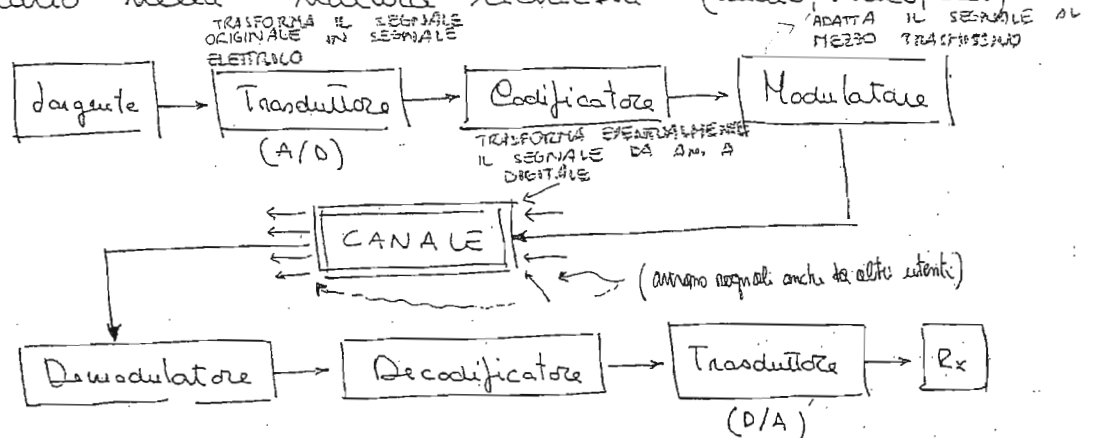 TRASFORMA IL SEGNALE
ORIGINALE IN SEGNALE
ELETTRICO
ADATTA IL SEGNALE AL
MEZZO TRASMISSIVO
Sorgente
Trasduttore
Codificatore
Modulatore
(A/D)
TRASFORMA EVENTUALMENTE
IL SEGNALE DA AN. A
DIGITALE
CANALE
(arrivano segnali anche da altri utenti)
Demodulatore
Decodificatore
Trasduttore
Rx
(D/A)